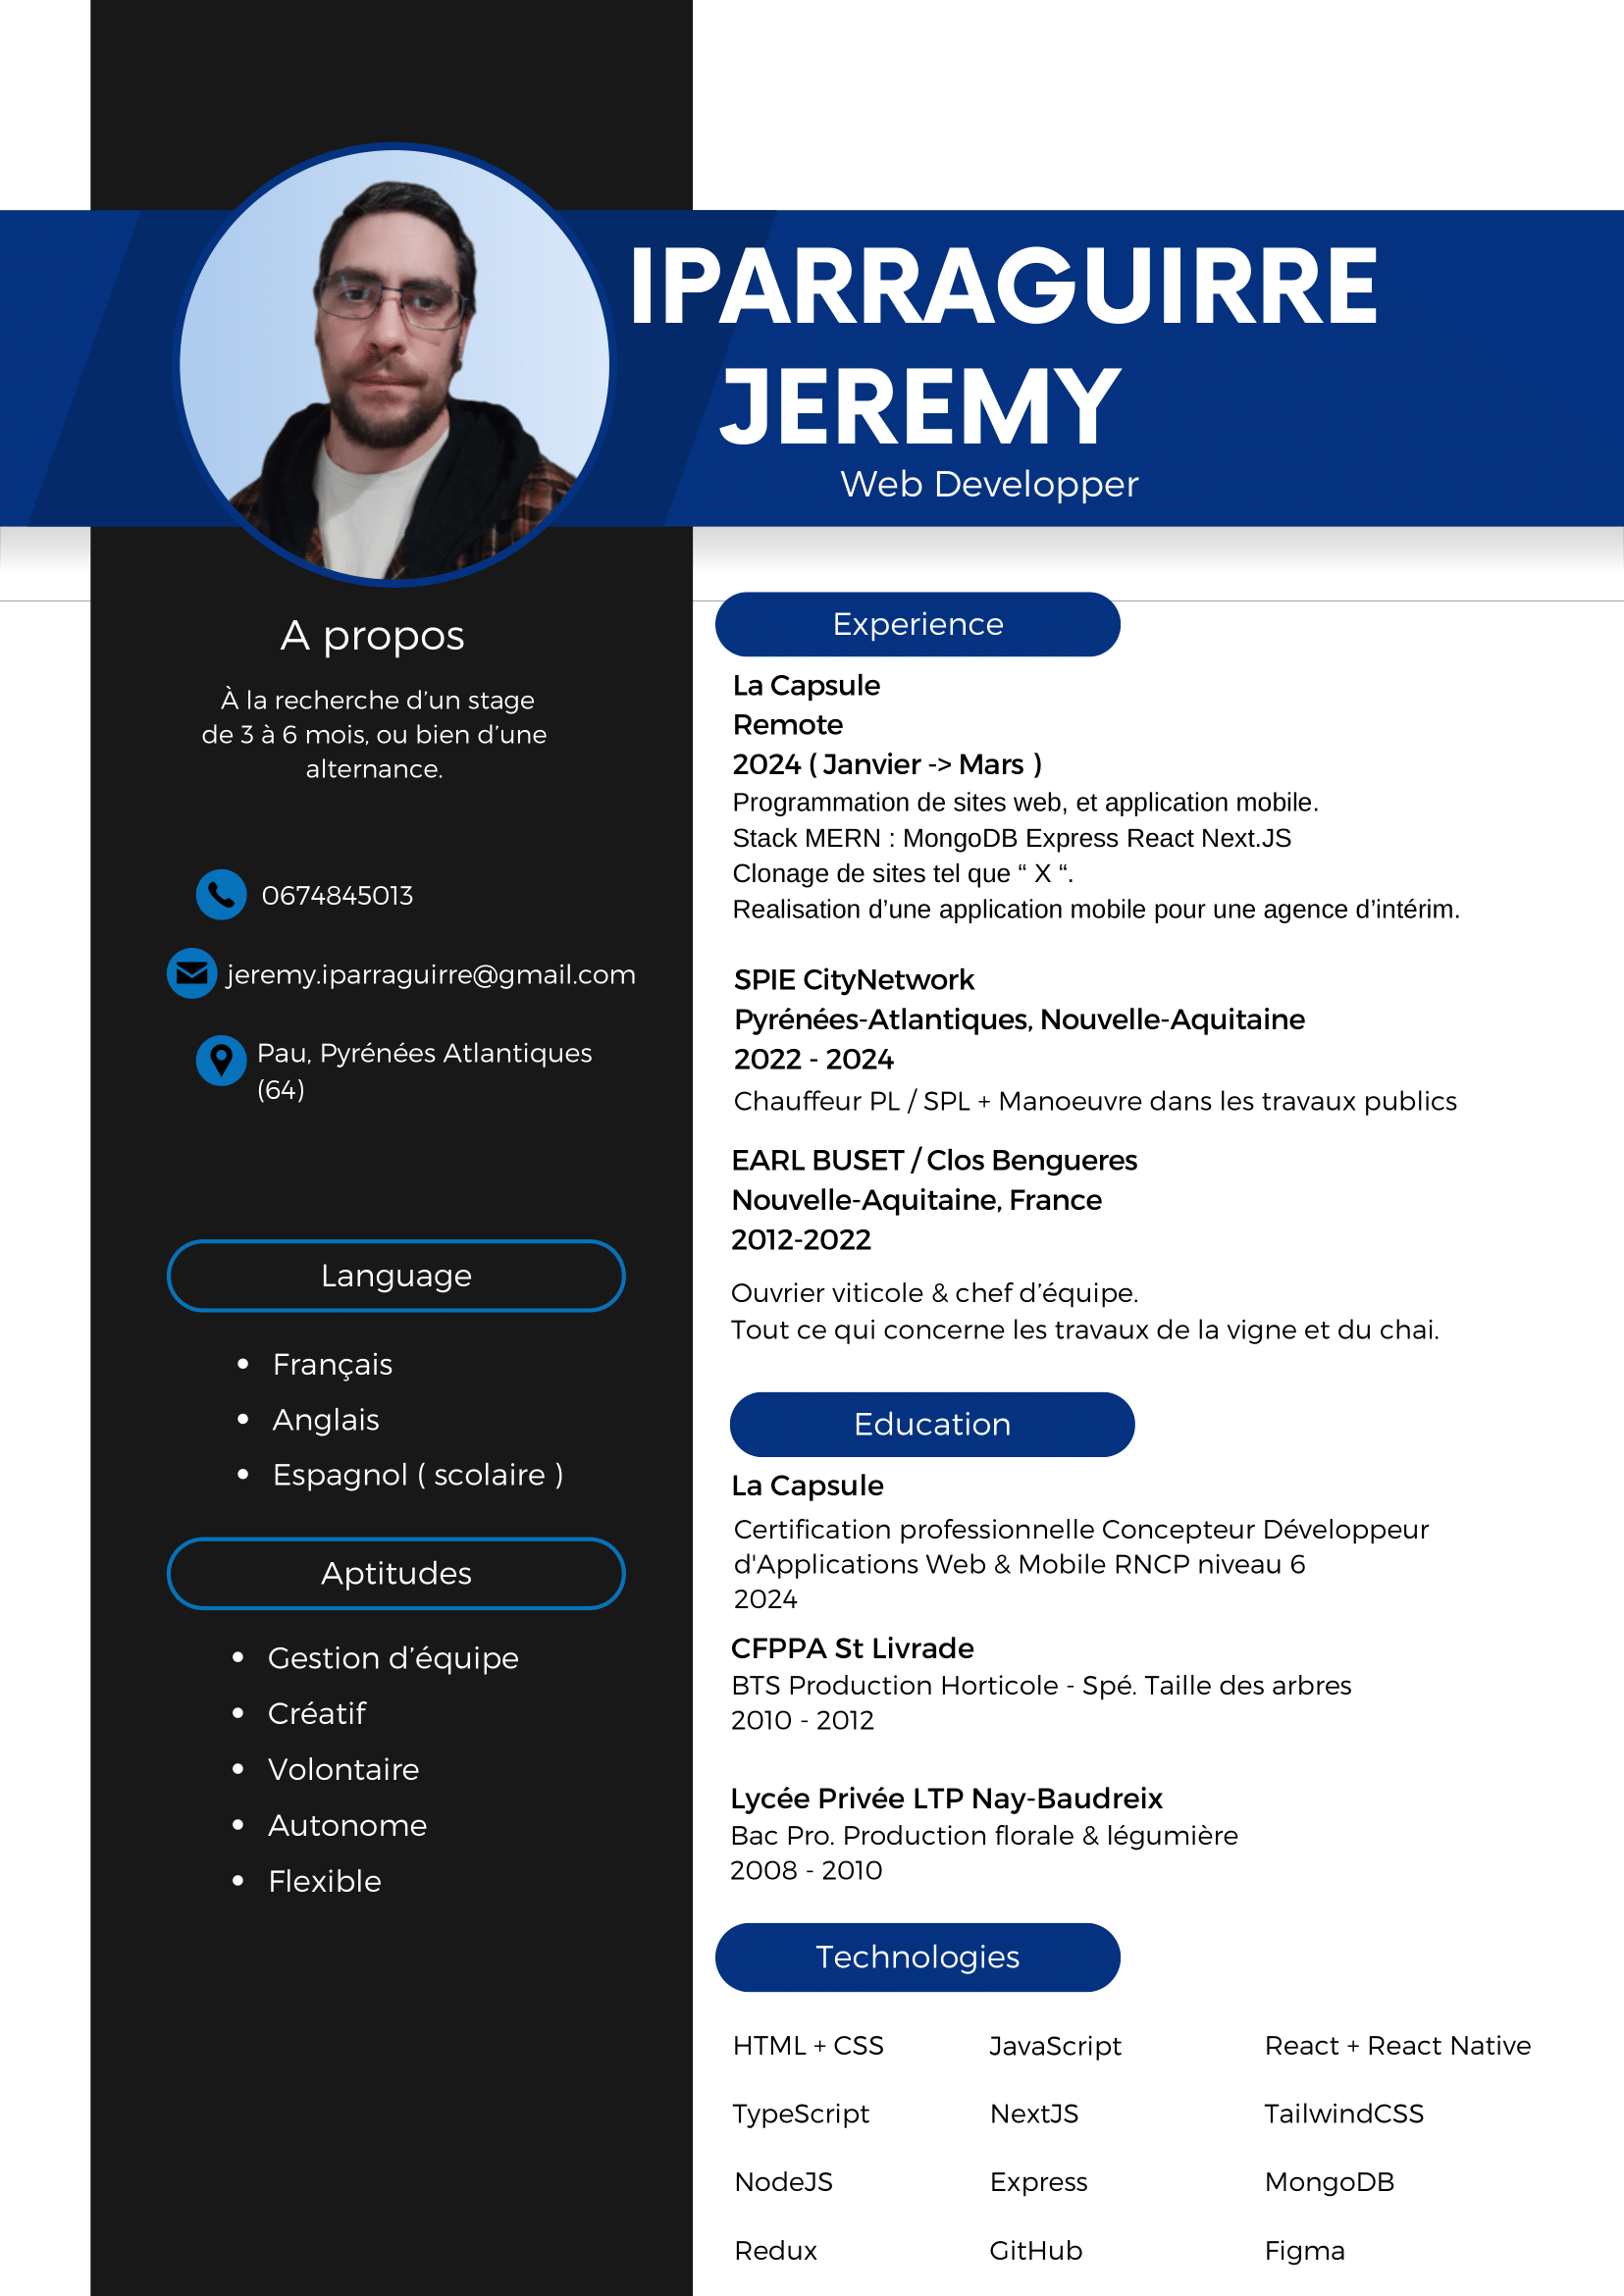 IPARRAGUIRRE
JEREMY
Web Developper
A propos
À la recherche d’un stage
de 3 à 6 mois, ou bien d’une
alternance.
0674845013
jeremy.iparraguirre@gmail.com
Pau, Pyrénées Atlantiques
(64)
Language
• Français
• Anglais
• Espagnol ( scolaire )
Aptitudes
• Gestion d’équipe
• Créatif
• Volontaire
• Autonome
• Flexible
Experience
La Capsule
Remote
2024 ( Janvier -> Mars )
Programmation de sites web, et application mobile.
Stack MERN : MongoDB Express React Next.JS
Clonage de sites tel que “ X “.
Realisation d’une application mobile pour une agence d’intérim.
SPIE CityNetwork
Pyrénées-Atlantiques, Nouvelle-Aquitaine
2022 - 2024
Chauffeur PL / SPL + Manoeuvre dans les travaux publics
EARL BUSET / Clos Bengueres
Nouvelle-Aquitaine, France
2012-2022
Ouvrier viticole & chef d’équipe.
Tout ce qui concerne les travaux de la vigne et du chai.
Education
La Capsule
Certification professionnelle Concepteur Développeur
d'Applications Web & Mobile RNCP niveau 6
2024
CFPPA St Livrade
BTS Production Horticole - Spé. Taille des arbres
2010 - 2012
Lycée Privée LTP Nay-Baudreix
Bac Pro. Production florale & légumière
2008 - 2010
Technologies
HTML + CSS JavaScript React + React Native
TypeScript NextJS TailwindCSS
NodeJS Express MongoDB
Redux GitHub Figma